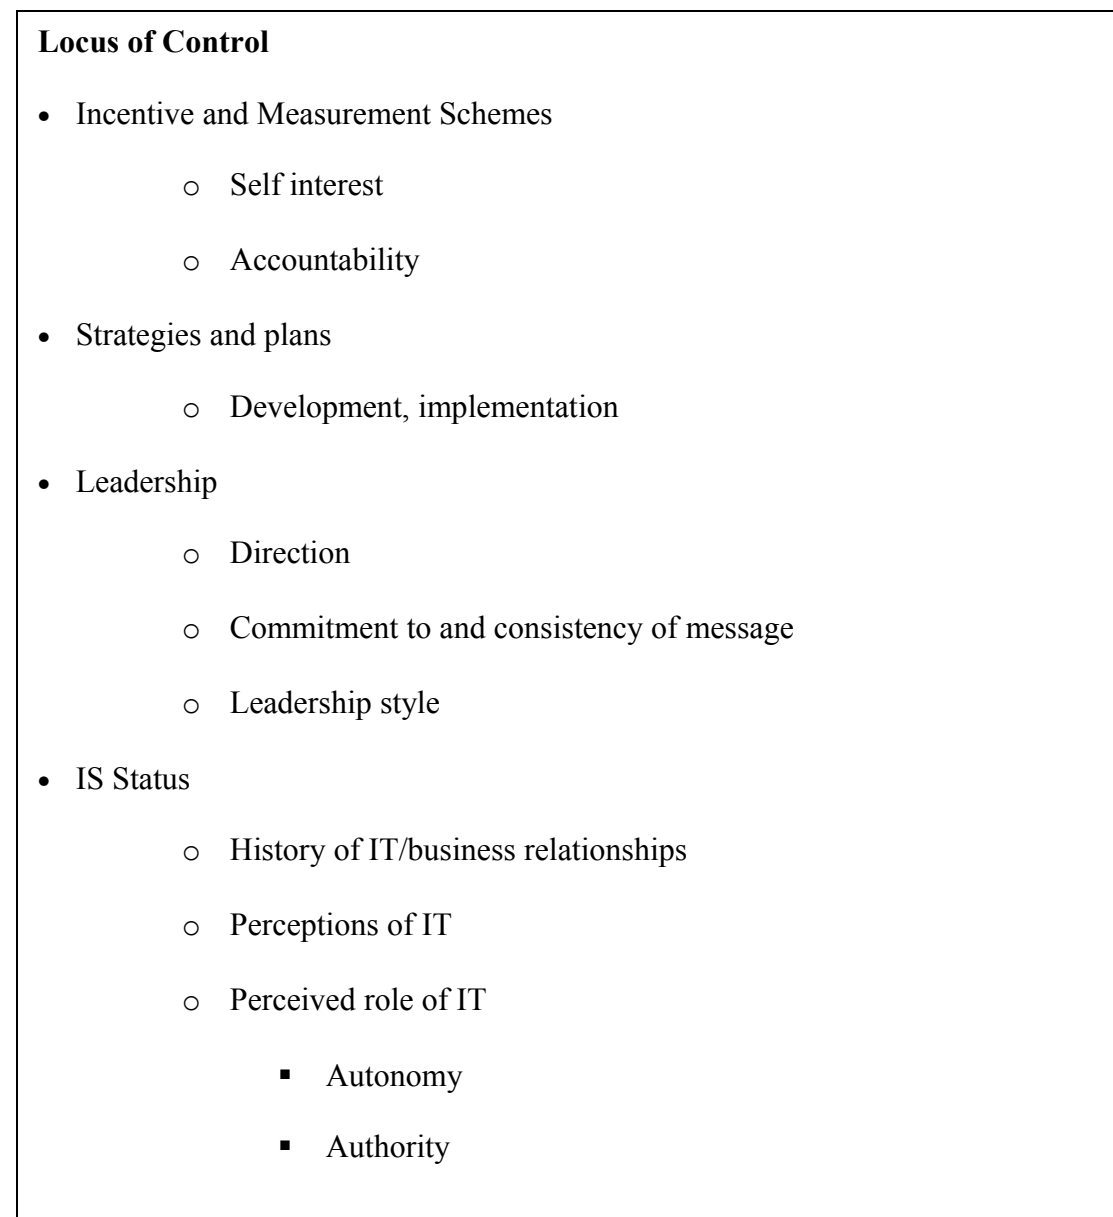 Locus of Control
• Incentive and Measurement Schemes
o Self interest
o Accountability
• Strategies and plans
o Development, implementation
• Leadership
o Direction
o Commitment to and consistency of message
o Leadership style
• IS Status
o History of IT/business relationships
o Perceptions of IT
o Perceived role of IT
▪ Autonomy
▪ Authority